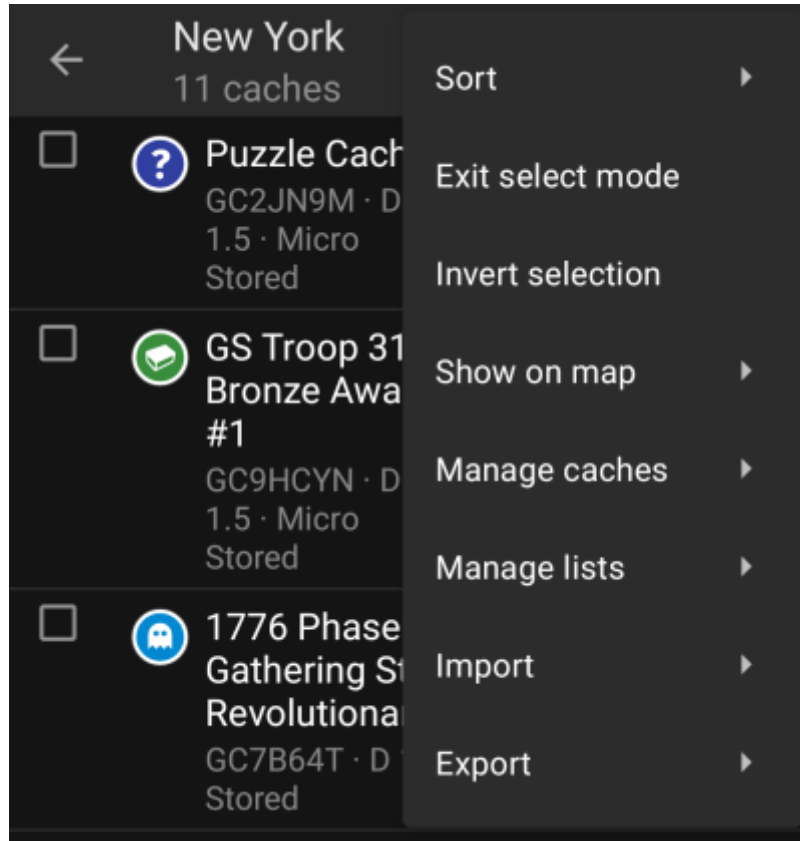 New York
11 caches
Puzzle Cach
GC2JN9M · D
1.5 · Micro
Stored
GS Troop 31
Bronze Awa
#1
GC9HCYN · D
1.5 · Micro
Stored
1776 Phase
Gathering St
Revolutionar
GC7B64T · D
Stored
Sort
Exit select mode
Invert selection
Show on map
Manage caches
Manage lists
Import
Export